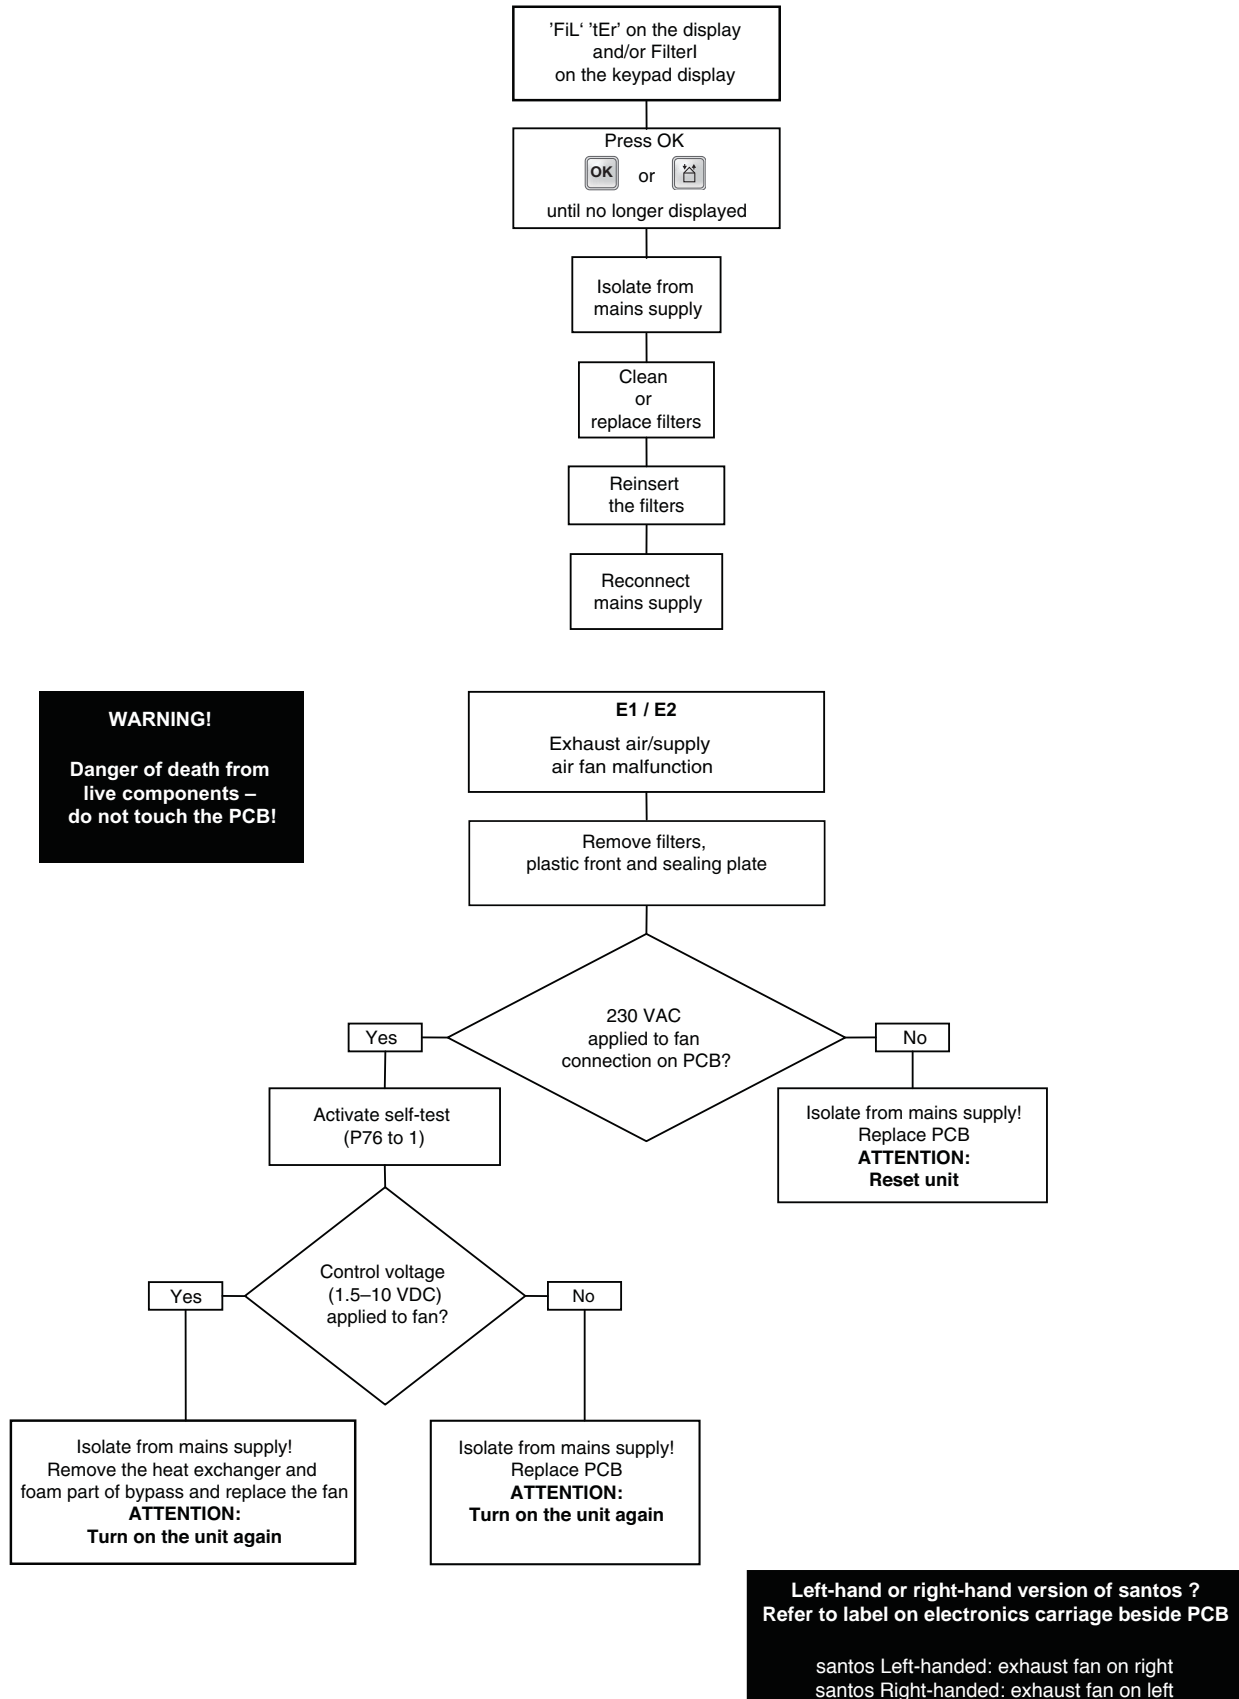 ’FiL‘ ’tEr’ on the display
and/or Filterl
on the keypad display
Press OK
OK or
until no longer displayed
Isolate from
mains supply
Clean
or
replace filters
Reinsert
the filters
Reconnect
mains supply
WARNING!
Danger of death from
live components –
do not touch the PCB!
E1 / E2
Exhaust air/supply
air fan malfunction
Remove filters,
plastic front and sealing plate
230 VAC
applied to fan
connection on PCB?
Yes
No
Activate self-test
(P76 to 1)
Isolate from mains supply!
Replace PCB
ATTENTION:
Reset unit
Control voltage
(1.5–10 VDC)
applied to fan?
Yes
No
Isolate from mains supply!
Remove the heat exchanger and
foam part of bypass and replace the fan
ATTENTION:
Turn on the unit again
Isolate from mains supply!
Replace PCB
ATTENTION:
Turn on the unit again
Left-hand or right-hand version of santos ?
Refer to label on electronics carriage beside PCB
santos Left-handed: exhaust fan on right
santos Right-handed: exhaust fan on left